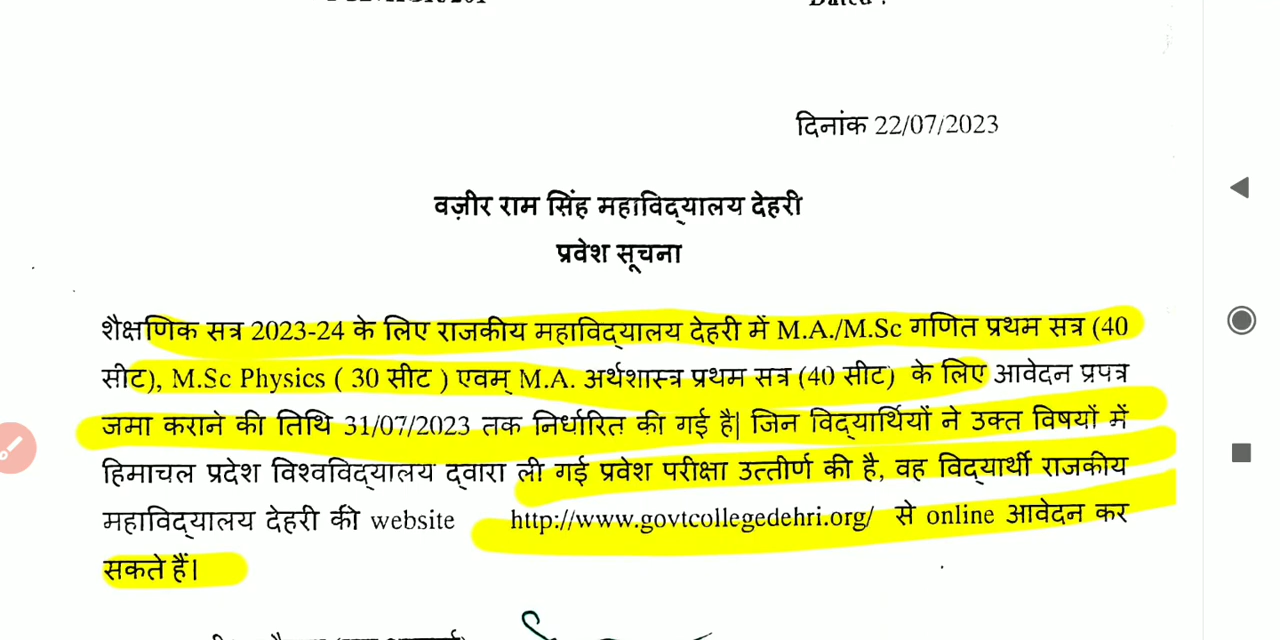 दिनांक 22/07/2023
वज़ीर राम सिंह महाविद्यालय देहरी
प्रवेश सूचना
शैक्षणिक सत्र 2023-24 के लिए राजकीय महाविद्यालय देहरी में M.A./M.Sc गणित प्रथम सत्र (40
सीट), M.Sc Physics ( 30 सीट ) एवम् M.A. अर्थशास्त्र प्रथम सत्र (40 सीट) के लिए आवेदन प्रपत्र
जमा कराने की तिथि 31/07/2023 तक निर्धारित की गई है| जिन विद्यार्थियों ने उक्त विषयों में
हिमाचल प्रदेश विश्वविद्यालय द्वारा ली गई प्रवेश परीक्षा उत्तीर्ण की है, वह विद्यार्थी राजकीय
महाविद्यालय देहरी की website http://www.govtcollegedehri.org/ से online आवेदन कर
सकते हैं।